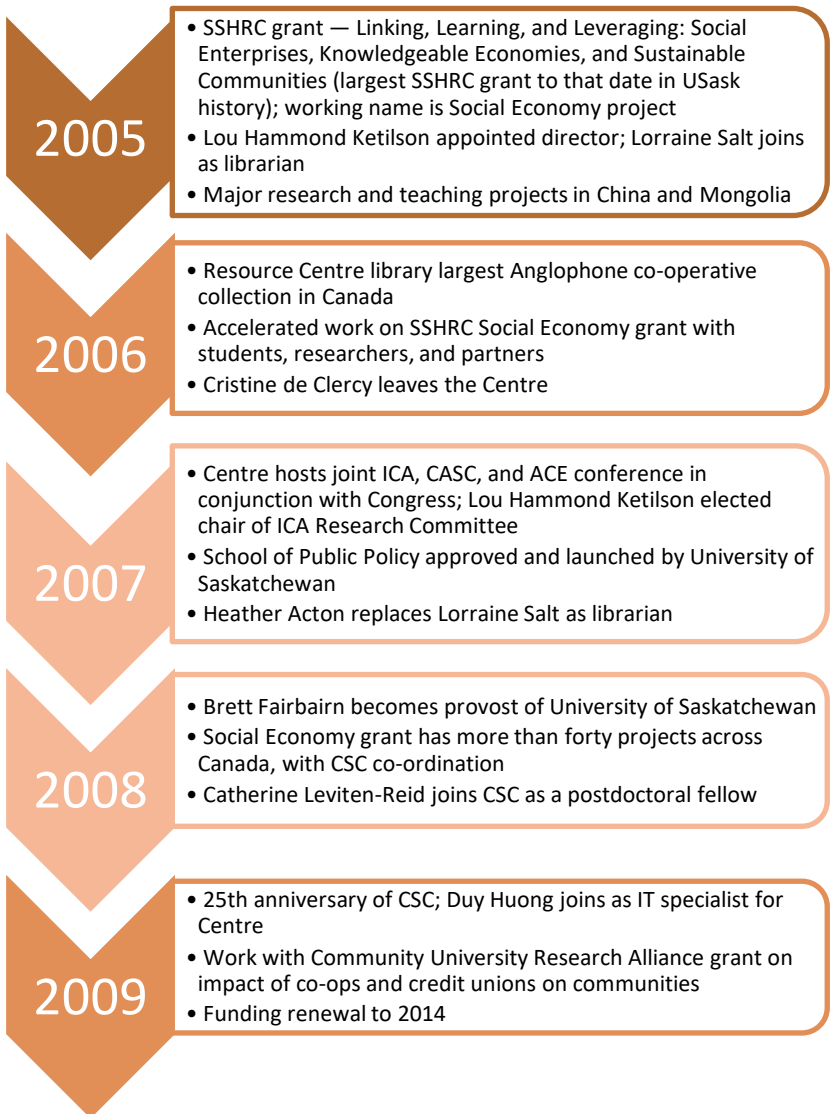 2005
• SSHRC grant — Linking, Learning, and Leveraging: Social
Enterprises, Knowledgeable Economies, and Sustainable
Communities (largest SSHRC grant to that date in USask
history); working name is Social Economy project
• Lou Hammond Ketilson appointed director; Lorraine Salt joins
as librarian
• Major research and teaching projects in China and Mongolia
2006
• Resource Centre library largest Anglophone co-operative
collection in Canada
• Accelerated work on SSHRC Social Economy grant with
students, researchers, and partners
• Cristine de Clercy leaves the Centre
2007
• Centre hosts joint ICA, CASC, and ACE conference in
conjunction with Congress; Lou Hammond Ketilson elected
chair of ICA Research Committee
• School of Public Policy approved and launched by University of
Saskatchewan
• Heather Acton replaces Lorraine Salt as librarian
2008
• Brett Fairbairn becomes provost of University of Saskatchewan
• Social Economy grant has more than forty projects across
Canada, with CSC co-ordination
• Catherine Leviten-Reid joins CSC as a postdoctoral fellow
2009
• 25th anniversary of CSC; Duy Huong joins as IT specialist for
Centre
• Work with Community University Research Alliance grant on
impact of co-ops and credit unions on communities
• Funding renewal to 2014